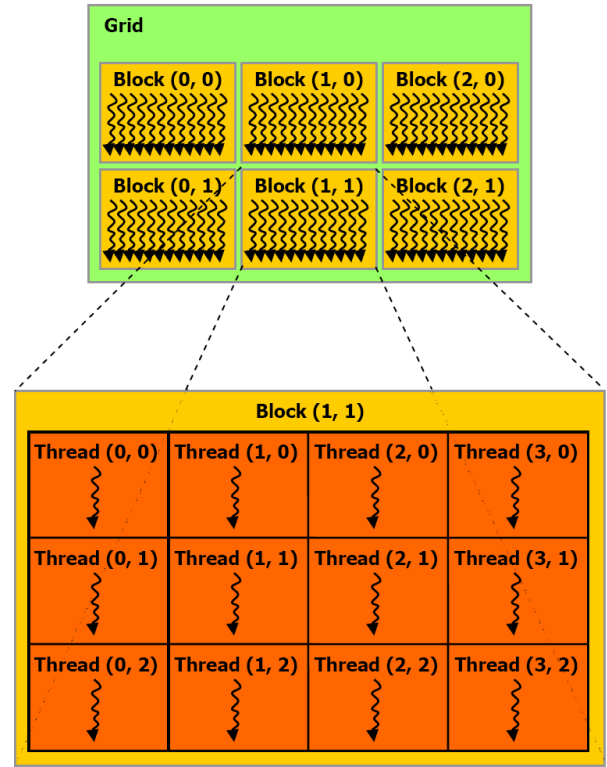 Grid
Block (0, 0) Block (1, 0) Block (2, 0)
Block (0, 1) Block (1, 1) Block (2, 1)
Block (1, 1)
Thread (0, 0) Thread (1, 0) Thread (2, 0) Thread (3, 0)
Thread (0, 1) Thread (1, 1) Thread (2, 1) Thread (3, 1)
Thread (0, 2) Thread (1, 2) Thread (2, 2) Thread (3, 2)